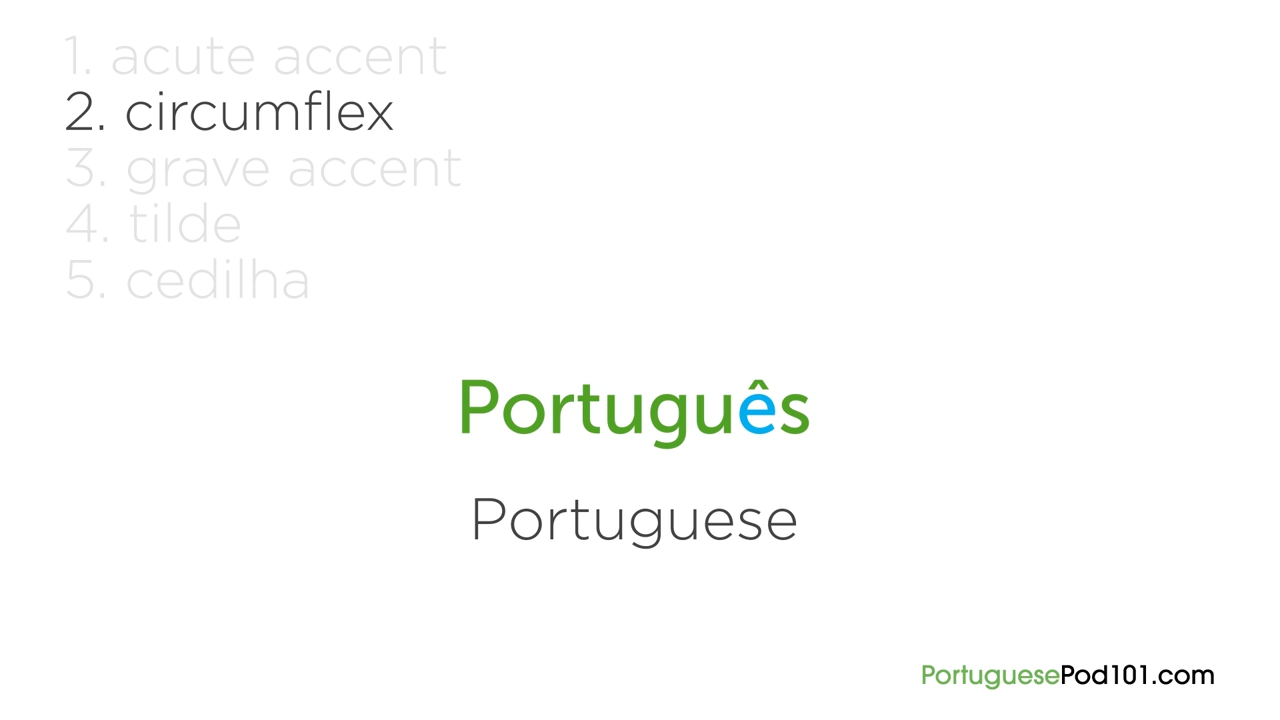 1. acute accent
2. circumflex
3. grave accent
4. tilde
5. cedilha
Português
Portuguese
PortuguesePod101.com